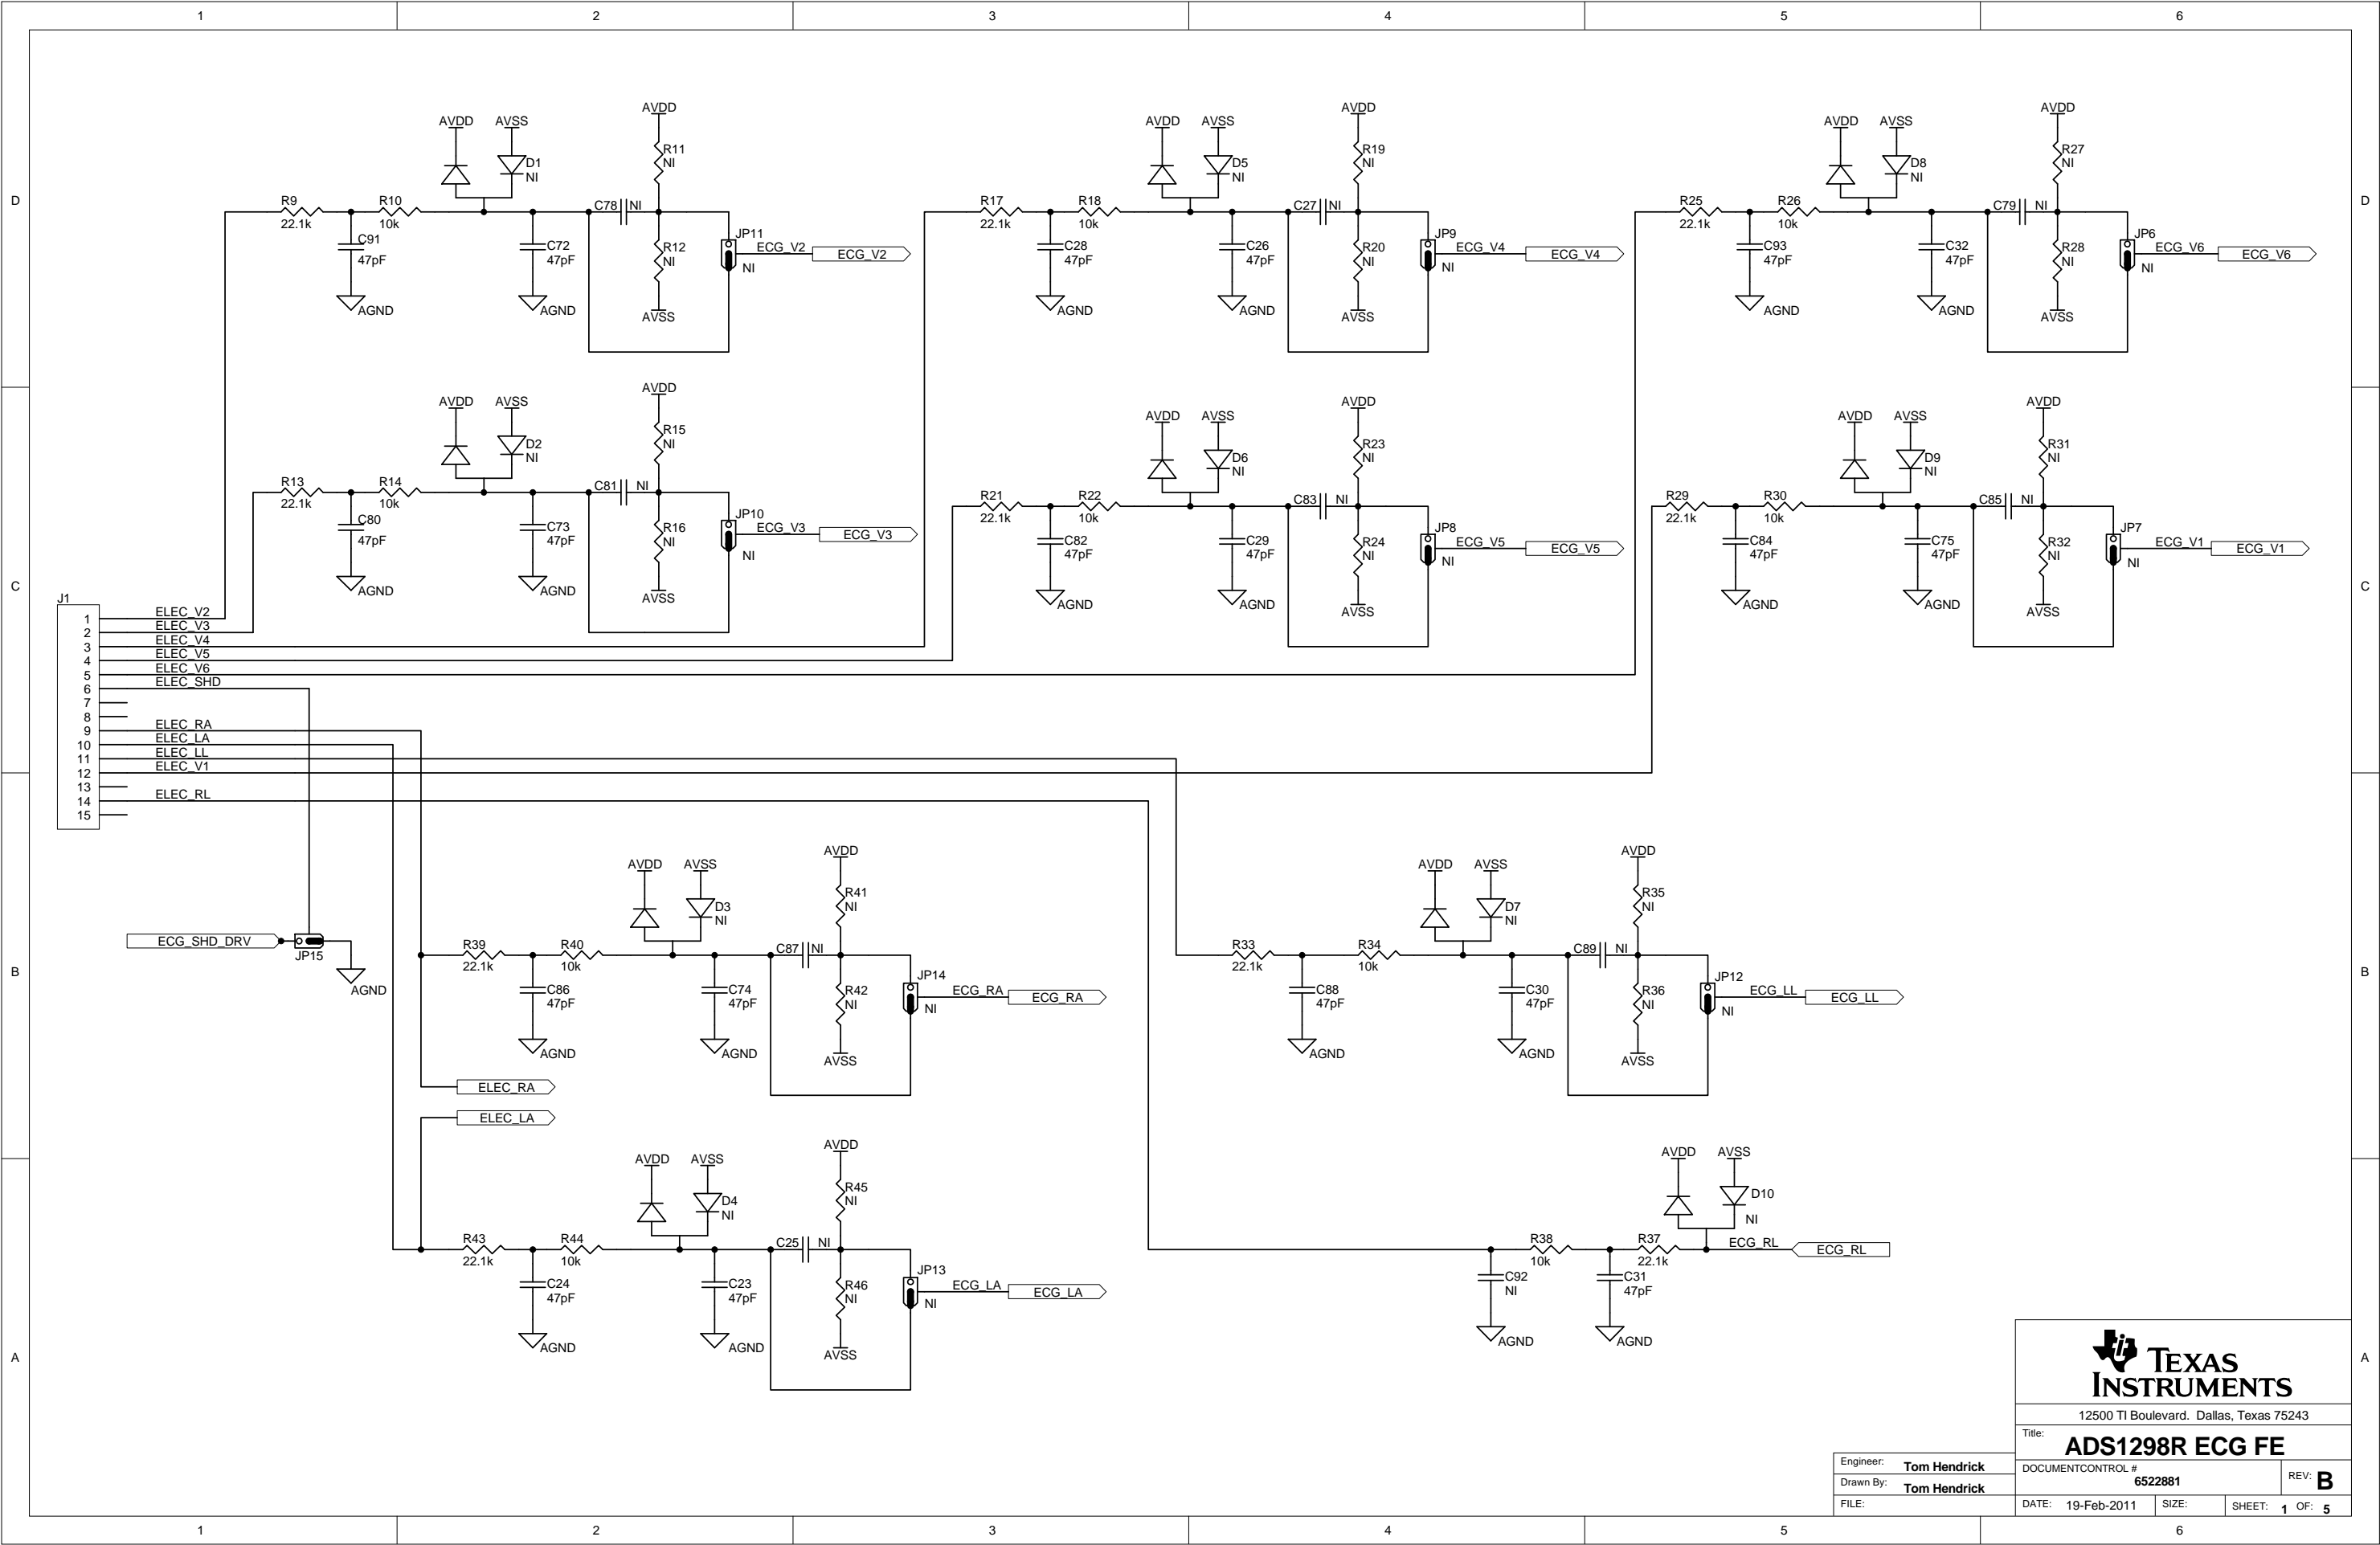 1 2 3 4 5 6
D
C
B
A
D
C
B
A
AVDD AVSS
D1
NI
AVDD
R11
NI
R9
22.1k
R10
10k
C91
47pF
AGND
C72
47pF
AGND
C78 NI
R12
NI
AVSS
JP11
NI
ECG_V2
ECG_V2
AVDD AVSS
D5
NI
AVDD
R19
NI
R17
22.1k
R18
10k
C28
47pF
AGND
C26
47pF
AGND
C27 NI
R20
NI
AVSS
JP9
NI
ECG_V4
ECG_V4
AVDD AVSS
D8
NI
AVDD
R27
NI
R25
22.1k
R26
10k
C93
47pF
AGND
C32
47pF
AGND
C79 NI
R28
NI
AVSS
JP6
NI
ECG_V6
ECG_V6
AVDD AVSS
D2
NI
AVDD
R15
NI
R13
22.1k
R14
10k
C80
47pF
AGND
C73
47pF
AGND
C81 NI
R16
NI
AVSS
JP10
NI
ECG_V3
ECG_V3
AVDD AVSS
D6
NI
AVDD
R23
NI
R21
22.1k
R22
10k
C82
47pF
AGND
C29
47pF
AGND
C83 NI
R24
NI
AVSS
JP8
NI
ECG_V5
ECG_V5
AVDD AVSS
D9
NI
AVDD
R31
NI
R29
22.1k
R30
10k
C84
47pF
AGND
C75
47pF
AGND
C85 NI
R32
NI
AVSS
JP7
NI
ECG_V1
ECG_V1
J1
1 ELEC_V2
2 ELEC_V3
3 ELEC_V4
4 ELEC_V5
5 ELEC_V6
6 ELEC_SHD
7
8
9 ELEC_RA
10 ELEC_LA
11 ELEC_LL
12 ELEC_V1
13
14 ELEC_RL
15
ECG_SHD_DRV
JP15
AGND
AVDD AVSS
D3
NI
AVDD
R41
NI
R39
22.1k
R40
10k
C86
47pF
AGND
C74
47pF
AGND
C87 NI
R42
NI
AVSS
JP14
NI
ECG_RA
ECG_RA
ELEC_RA
ELEC_LA
AVDD AVSS
D7
NI
AVDD
R35
NI
R33
22.1k
R34
10k
C88
47pF
AGND
C30
47pF
AGND
C89 NI
R36
NI
AVSS
JP12
NI
ECG_LL
ECG_LL
AVDD AVSS
D4
NI
AVDD
R45
NI
R43
22.1k
R44
10k
C24
47pF
AGND
C23
47pF
AGND
C25 NI
R46
NI
AVSS
JP13
NI
ECG_LA
ECG_LA
AVDD AVSS
D10
NI
R38
10k
R37
22.1k
C92
NI
AGND
C31
47pF
AGND
ECG_RL
ECG_RL
TEXAS
INSTRUMENTS
12500 TI Boulevard. Dallas, Texas 75243
Title: ADS1298R ECG FE
Engineer: Tom Hendrick
Drawn By: Tom Hendrick
FILE:
DOCUMENTCONTROL #
6522881
REV: B
DATE: 19-Feb-2011 SIZE: SHEET: 1 OF: 5
1 2 3 4 5 6